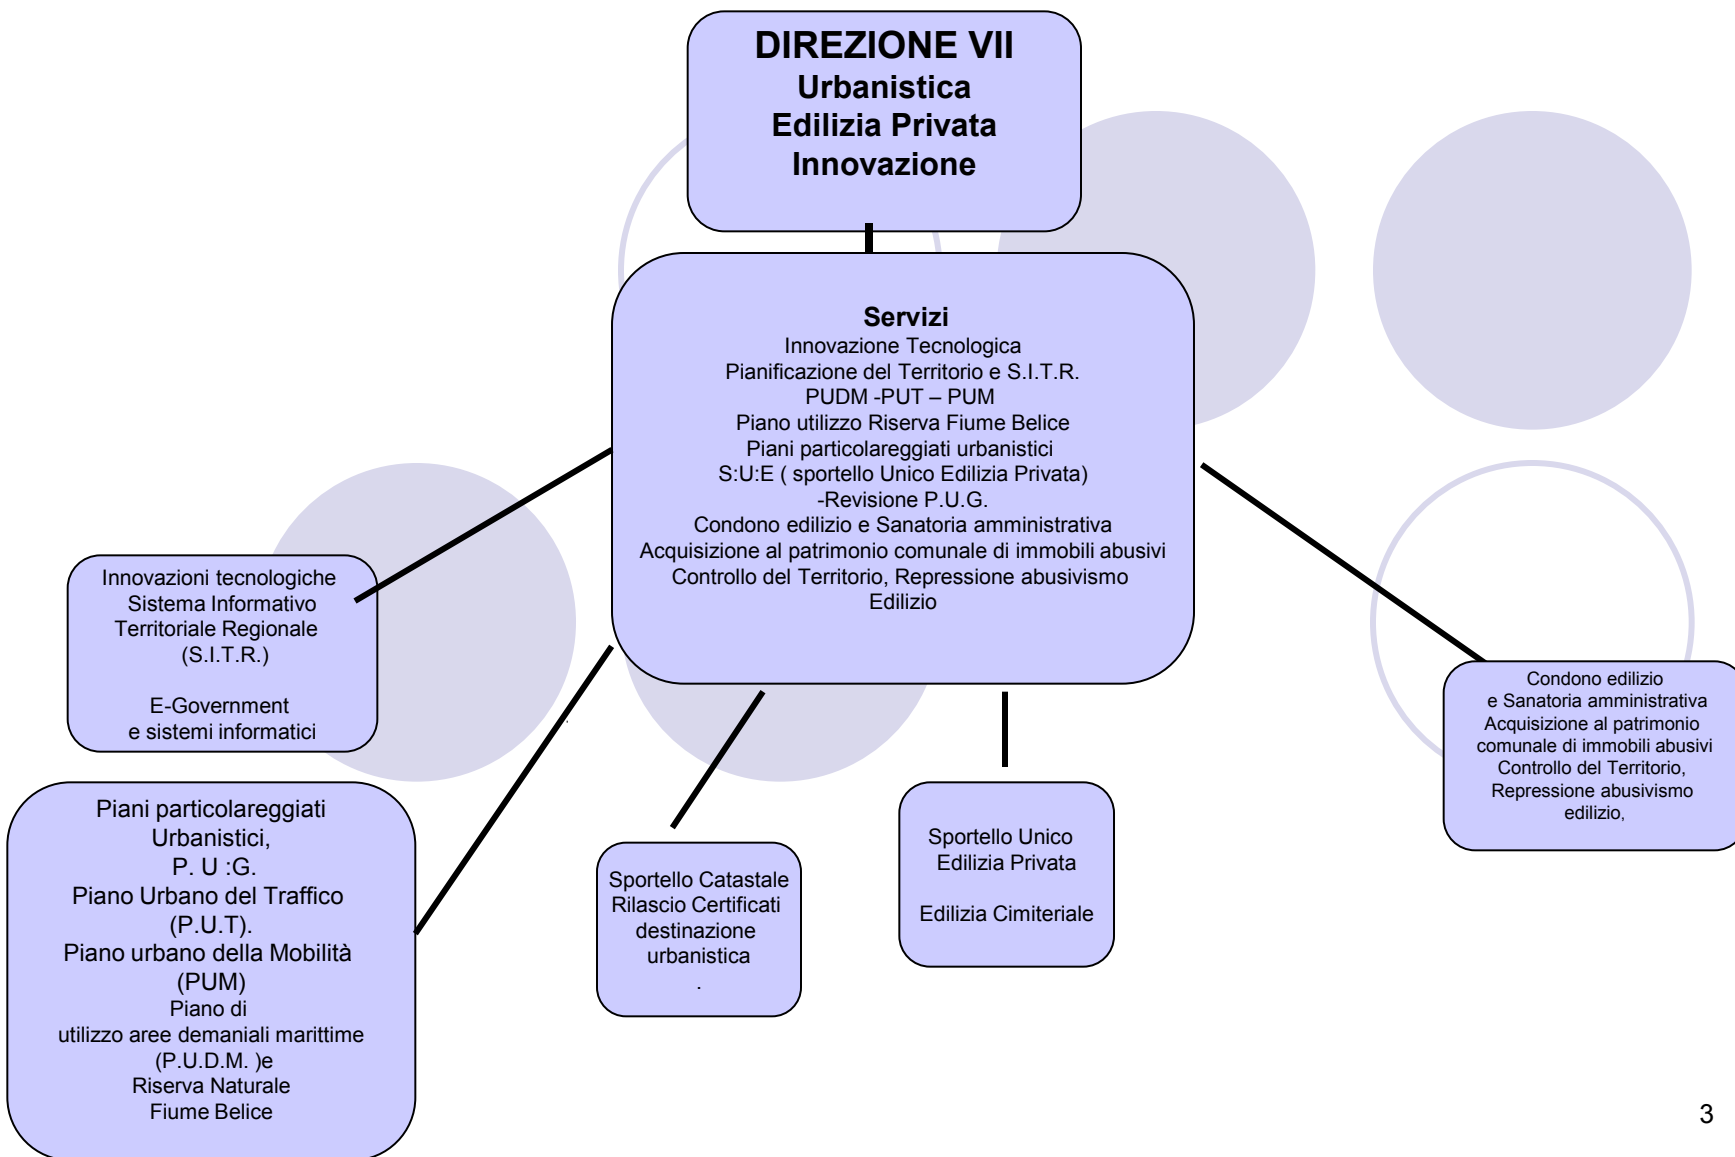 DIREZIONE VII
Urbanistica
Edilizia Privata
Innovazione
Servizi
Innovazione Tecnologica
Pianificazione del Territorio e S.I.T.R.
PUDM -PUT – PUM
Piano utilizzo Riserva Fiume Belice
Piani particolareggiati urbanistici
S:U:E ( sportello Unico Edilizia Privata)
-Revisione P.U.G.
Condono edilizio e Sanatoria amministrativa
Acquisizione al patrimonio comunale di immobili abusivi
Controllo del Territorio, Repressione abusivismo
Edilizio
Innovazioni tecnologiche
Sistema Informativo
Territoriale Regionale
(S.I.T.R.)
E-Government
e sistemi informatici
Piani particolareggiati
Urbanistici,
P. U :G.
Piano Urbano del Traffico
(P.U.T).
Piano urbano della Mobilità
(PUM)
Piano di
utilizzo aree demaniali marittime
(P.U.D.M. )e
Riserva Naturale
Fiume Belice
Sportello Catastale
Rilascio Certificati
destinazione
urbanistica
.
Sportello Unico
Edilizia Privata
Edilizia Cimiteriale
Condono edilizio
e Sanatoria amministrativa
Acquisizione al patrimonio
comunale di immobili abusivi
Controllo del Territorio,
Repressione abusivismo
edilizio,
3